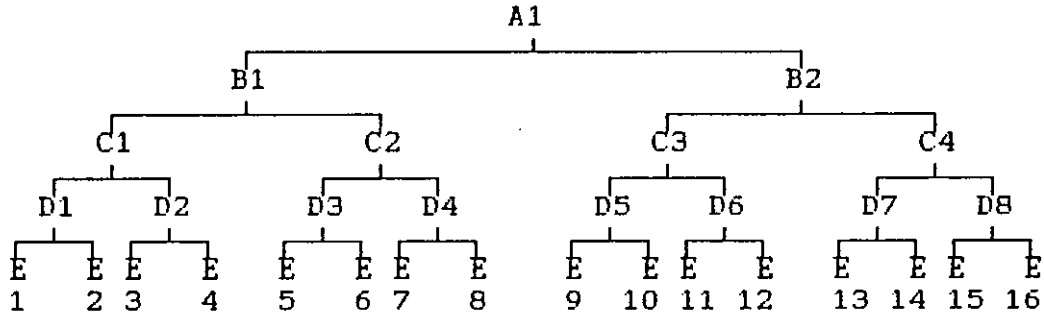 A1
B1 B2
C1 C2 C3 C4
D1 D2 D3 D4 D5 D6 D7 D8
E E E E E E E E E E E E E E E E
1 2 3 4 5 6 7 8 9 10 11 12 13 14 15 16